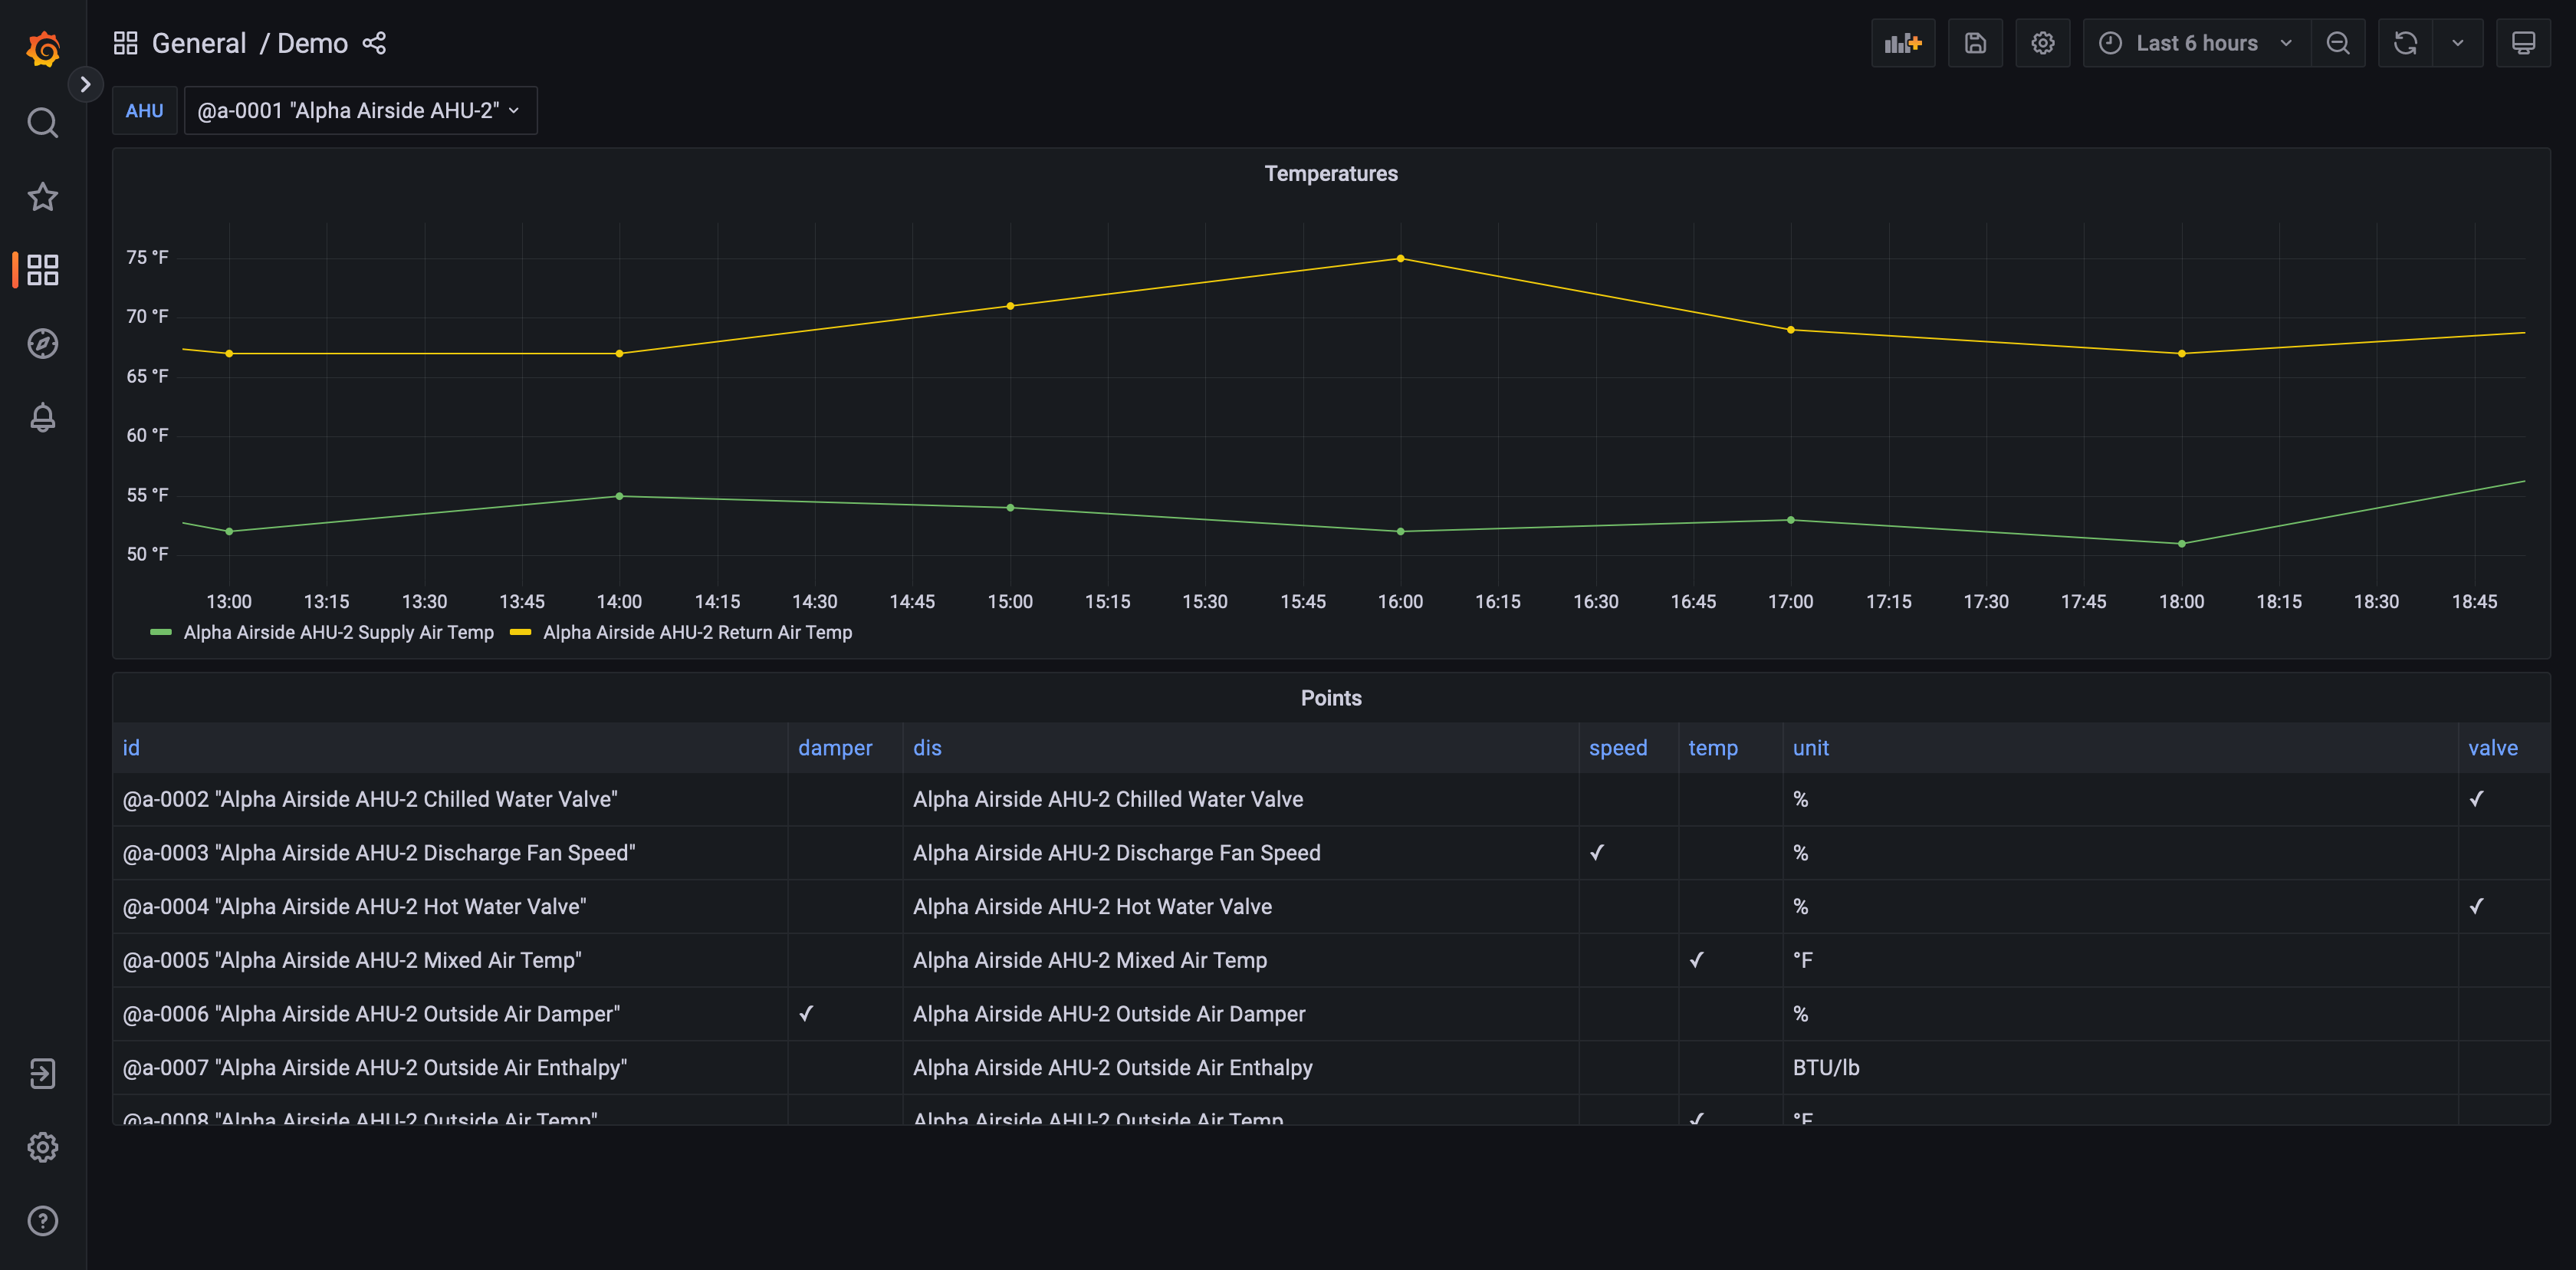 General / Demo
Last 6 hours
AHU @a-0001 "Alpha Airside AHU-2"
Temperatures
75 °F
70 °F
65 °F
60 °F
55 °F
50 °F
13:00 13:15 13:30 13:45 14:00 14:15 14:30 14:45 15:00 15:15 15:30 15:45 16:00 16:15 16:30 16:45 17:00 17:15 17:30 17:45 18:00 18:15 18:30 18:45
Alpha Airside AHU-2 Supply Air Temp Alpha Airside AHU-2 Return Air Temp
Points
id damper dis speed temp unit valve
@a-0002 "Alpha Airside AHU-2 Chilled Water Valve" Alpha Airside AHU-2 Chilled Water Valve % ✓
@a-0003 "Alpha Airside AHU-2 Discharge Fan Speed" Alpha Airside AHU-2 Discharge Fan Speed ✓ %
@a-0004 "Alpha Airside AHU-2 Hot Water Valve" Alpha Airside AHU-2 Hot Water Valve % ✓
@a-0005 "Alpha Airside AHU-2 Mixed Air Temp" Alpha Airside AHU-2 Mixed Air Temp ✓ °F
@a-0006 "Alpha Airside AHU-2 Outside Air Damper" ✓ Alpha Airside AHU-2 Outside Air Damper %
@a-0007 "Alpha Airside AHU-2 Outside Air Enthalpy" Alpha Airside AHU-2 Outside Air Enthalpy BTU/lb
@a-0008 "Alpha Airside AHU-2 Outside Air Temp" Alpha Airside AHU-2 Outside Air Temp ✓ °F